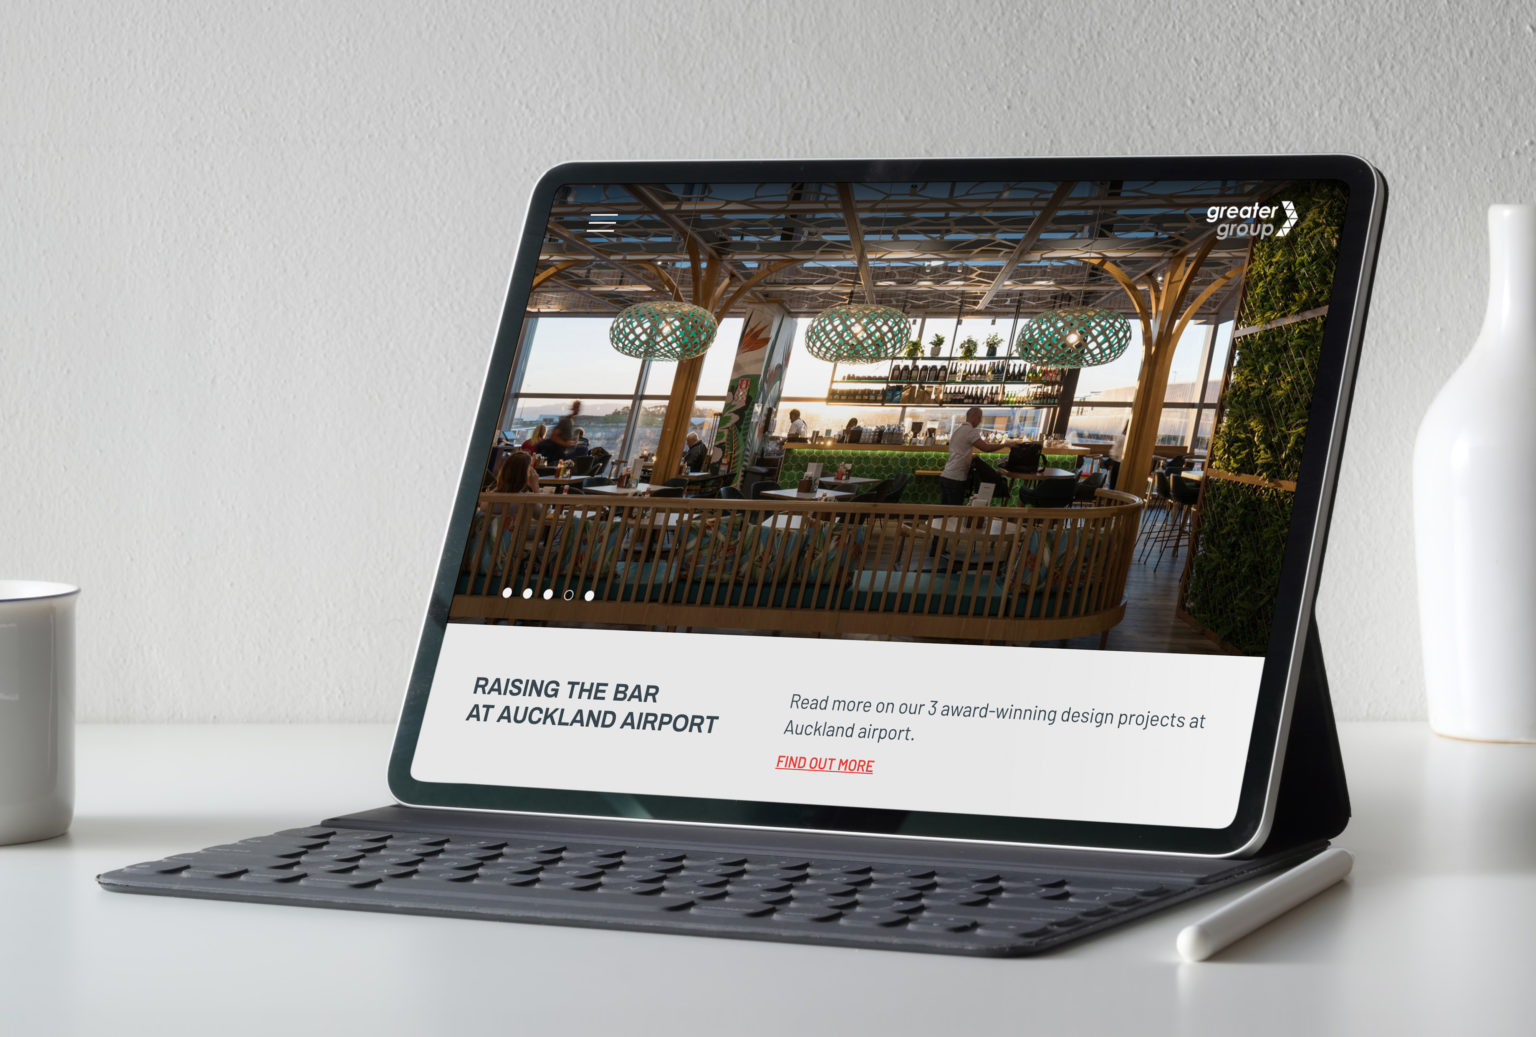 greater
group
RAISING THE BAR
AT AUCKLAND AIRPORT
Read more on our 3 award-winning design projects at
Auckland airport.
FIND OUT MORE